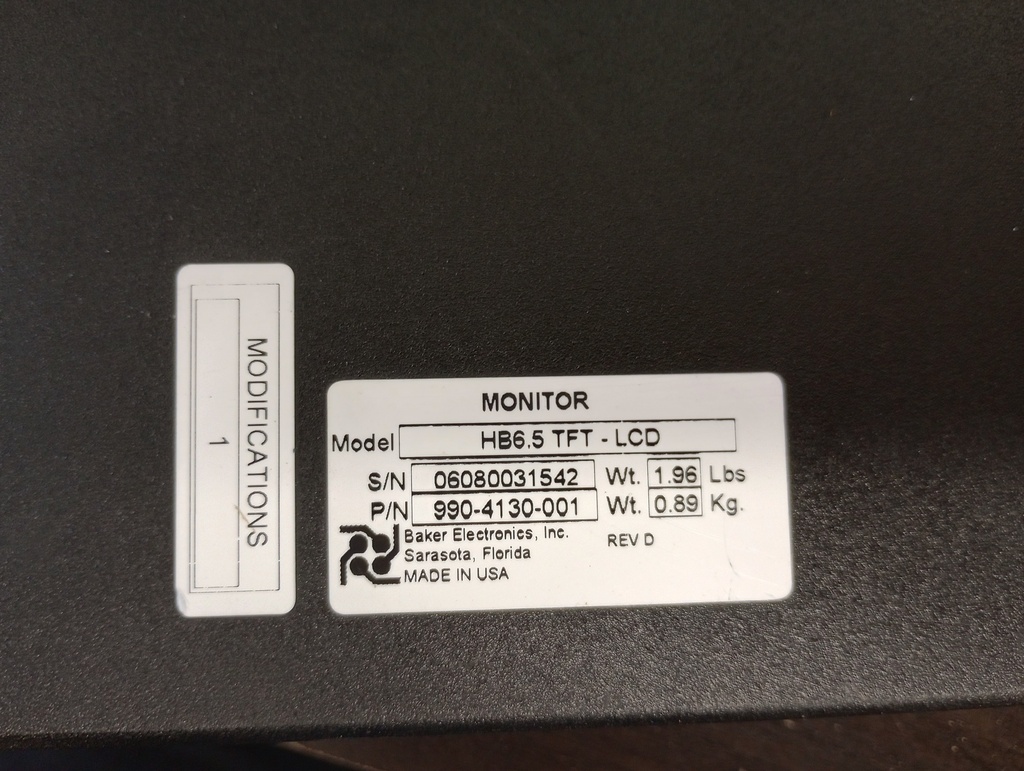 MODIFICATIONS
1
MONITOR
Model HB6.5 TFT - LCD
S/N 06080031542 Wt. 1.96 Lbs
P/N 990-4130-001 Wt. 0.89 Kg.
Baker Electronics, Inc. REV D
Sarasota, Florida
MADE IN USA